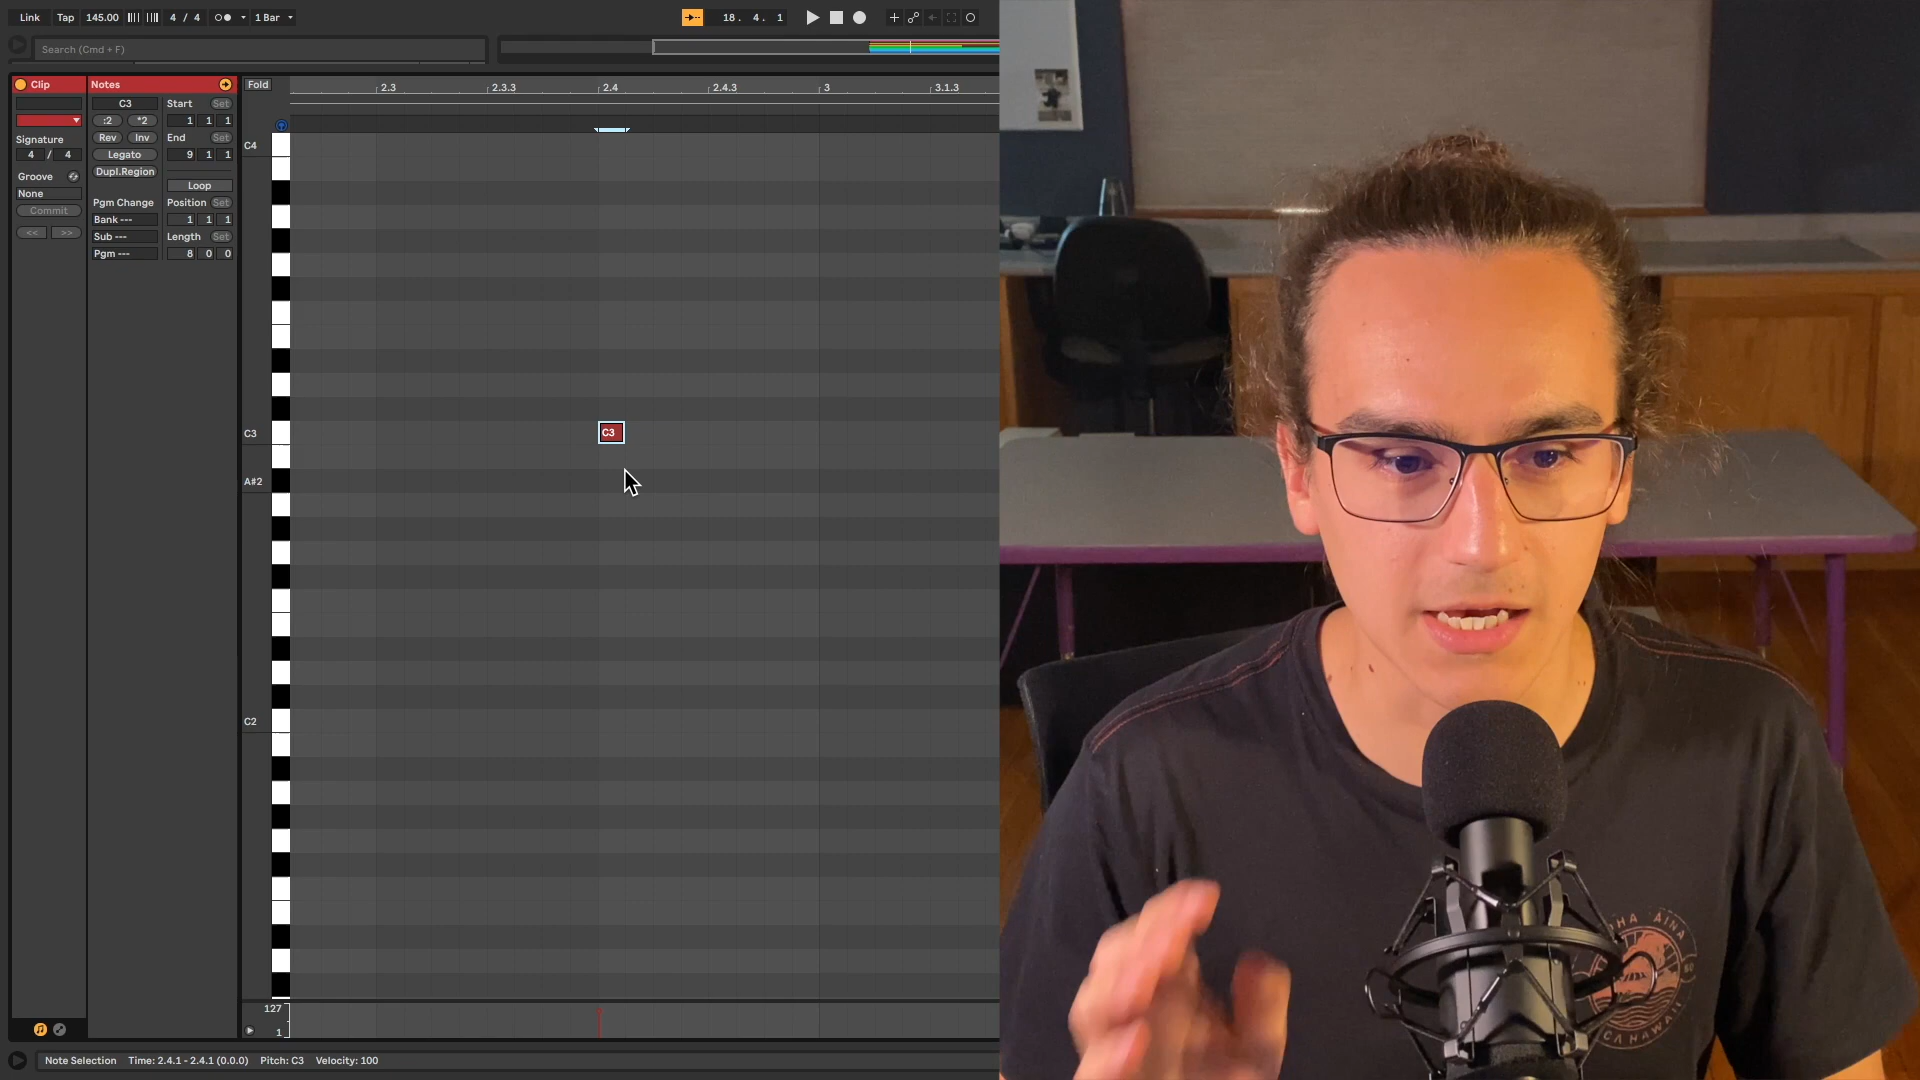 Link Tap 145.00 4 / 4 1 Bar 18. 4. 1
Search (Cmd + F)
Clip Notes Fold 2.3 2.3.3 2.4 2.4.3 3 3.1.3
C3 Start Set
:2 *2 1 1 1
Signature Rev Inv End Set
4 / 4 Legato 9 1 1
C4
Groove Dupl.Region
None Loop
Commit Pgm Change Position Set
<< >> Bank --- 1 1 1
Sub --- Length Set
Pgm --- 8 0 0
C3 C3
A#2
C2
127
1
Note Selection Time: 2.4.1 - 2.4.1 (0.0.0) Pitch: C3 Velocity: 100
HA ÁINA